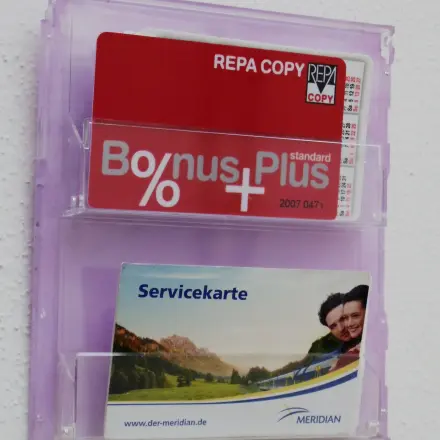 REPA COPY
REPA
COPY
Bo%nus+Plus
standard
2007 047
Servicekarte
www.der-meridian.de
MERIDIAN